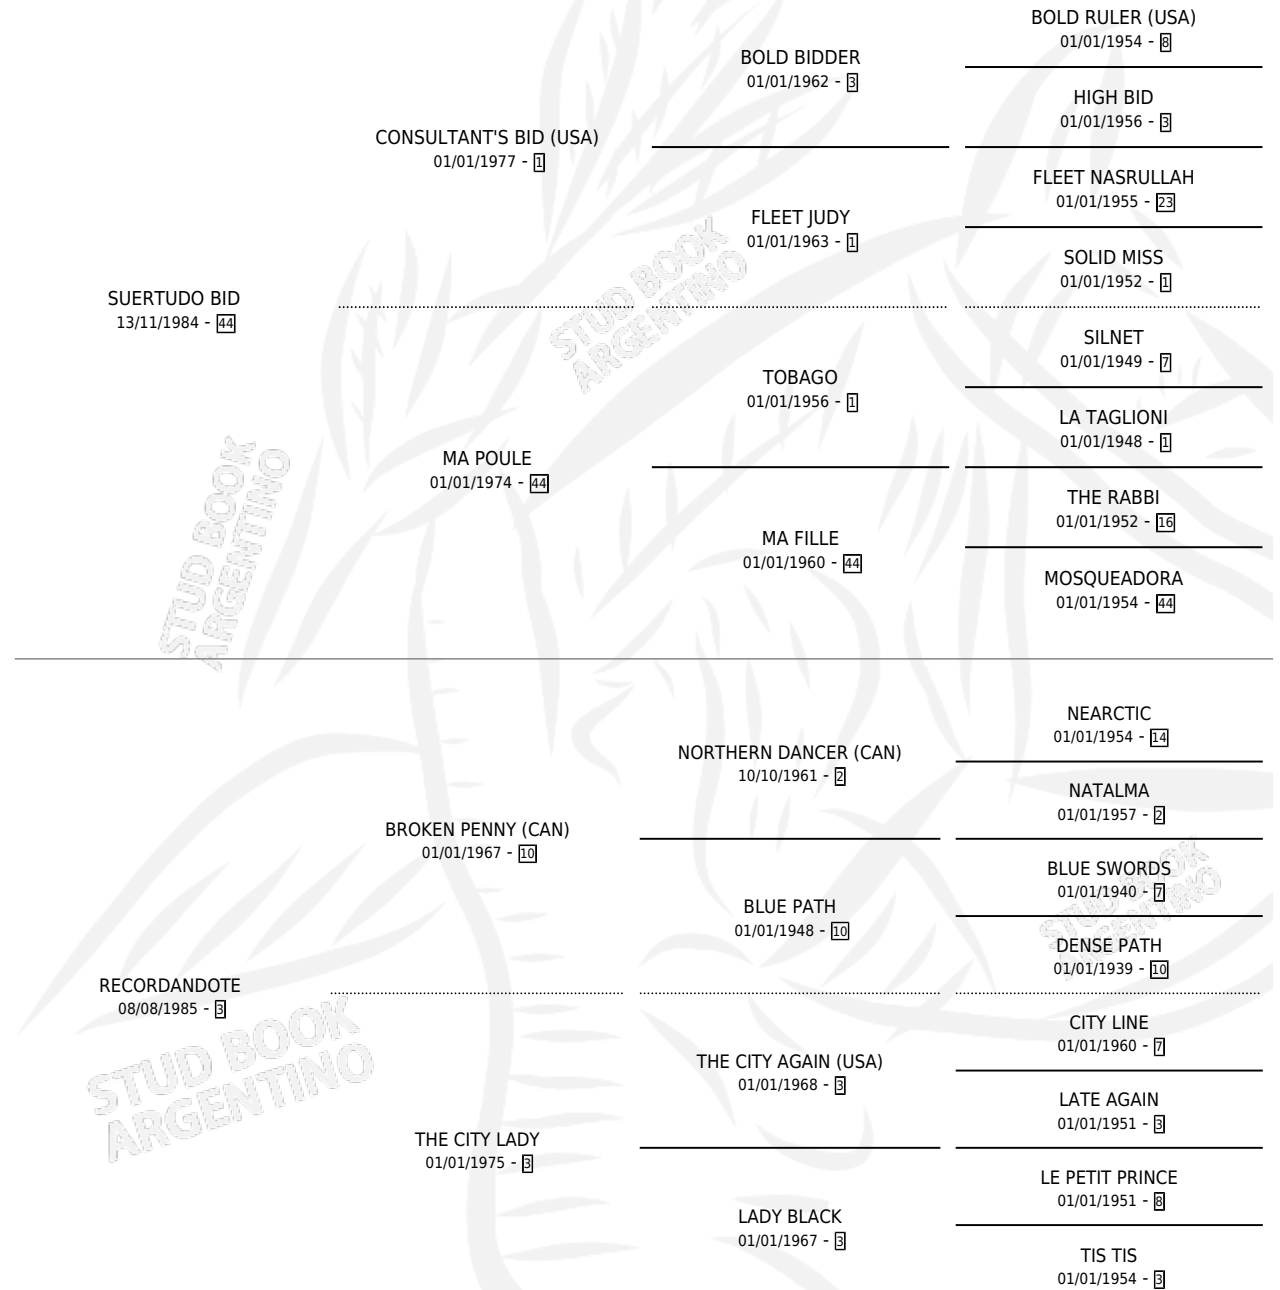 BOLD RULER (USA)
01/01/1954 - 8
BOLD BIDDER
01/01/1962 - 3
HIGH BID
01/01/1956 - 3
CONSULTANT'S BID (USA)
01/01/1977 - 1
FLEET NASRULLAH
01/01/1955 - 23
FLEET JUDY
01/01/1963 - 1
SOLID MISS
01/01/1952 - 1
SUERTUDO BID
13/11/1984 - 44
SILNET
01/01/1949 - 7
TOBAGO
01/01/1956 - 1
LA TAGLIONI
01/01/1948 - 1
MA POULE
01/01/1974 - 44
THE RABBI
01/01/1952 - 16
MA FILLE
01/01/1960 - 44
MOSQUEADORA
01/01/1954 - 44
STUD BOOK
ARGENTINO
STUD BOOK
ARGENTINO
NEARCTIC
01/01/1954 - 14
NORTHERN DANCER (CAN)
10/10/1961 - 2
NATALMA
01/01/1957 - 2
BROKEN PENNY (CAN)
01/01/1967 - 10
BLUE SWORDS
01/01/1940 - 7
BLUE PATH
01/01/1948 - 10
DENSE PATH
01/01/1939 - 10
RECORDANDOTE
08/08/1985 - 3
CITY LINE
01/01/1960 - 7
THE CITY AGAIN (USA)
01/01/1968 - 3
LATE AGAIN
01/01/1951 - 3
THE CITY LADY
01/01/1975 - 3
LE PETIT PRINCE
01/01/1951 - 8
LADY BLACK
01/01/1967 - 3
TIS TIS
01/01/1954 - 3
STUD BOOK
ARGENTINO
STUD BOOK
ARGENTINO